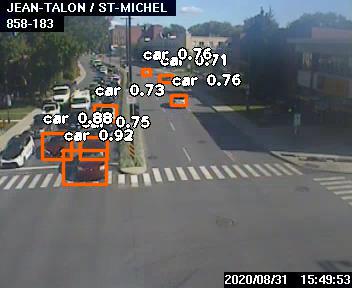 JEAN-TALON / ST-MICHEL
858-183
car 0.76
car 0.71
car 0.76
car 0.73
car 0.88
car 0.75
car 0.92
2020/08/31 15:49:53